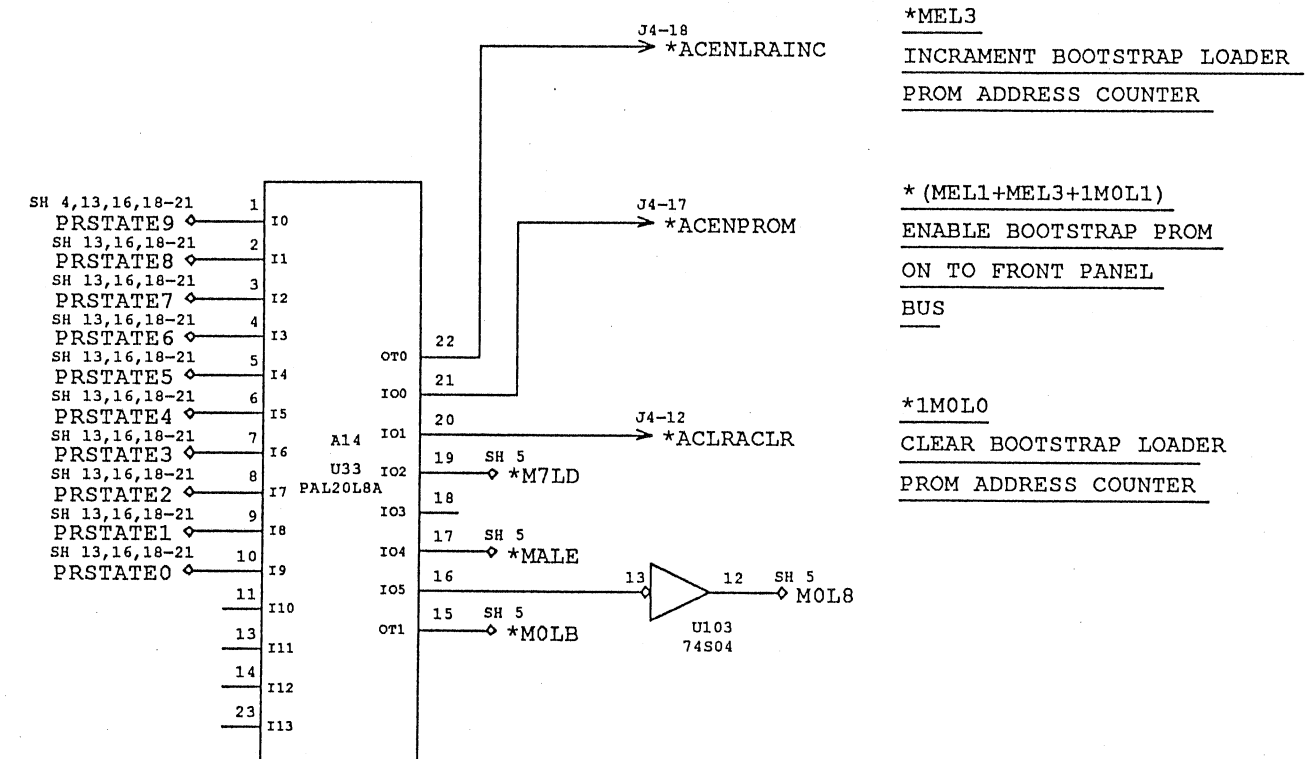 J4-18
*ACENLRAINC
*MEL3
INCRAMENT BOOTSTRAP LOADER
PROM ADDRESS COUNTER
J4-17
*ACENPROM
*(MEL1+MEL3+1M0L1)
ENABLE BOOTSTRAP PROM
ON TO FRONT PANEL
BUS
J4-12
*ACLRACLR
*1M0L0
CLEAR BOOTSTRAP LOADER
PROM ADDRESS COUNTER
SH 4,13,16,18-21
PRSTATE9 1 I0
SH 13,16,18-21
PRSTATE8 2 I1
SH 13,16,18-21
PRSTATE7 3 I2
SH 13,16,18-21
PRSTATE6 4 I3
SH 13,16,18-21
PRSTATE5 5 I4
SH 13,16,18-21
PRSTATE4 6 I5
SH 13,16,18-21
PRSTATE3 7 I6
SH 13,16,18-21
PRSTATE2 8 I7
SH 13,16,18-21
PRSTATE1 9 I8
SH 13,16,18-21
PRSTATE0 10 I9
11 I10
13 I11
14 I12
23 I13
A14
U33
PAL20L8A
OT0 22
IO0 21
IO1 20
IO2 19 SH 5 *M7LD
IO3 18
IO4 17 SH 5 *MALE
IO5 16 13 12 SH 5 M0L8
OT1 15 SH 5 *M0LB
U103
74S04